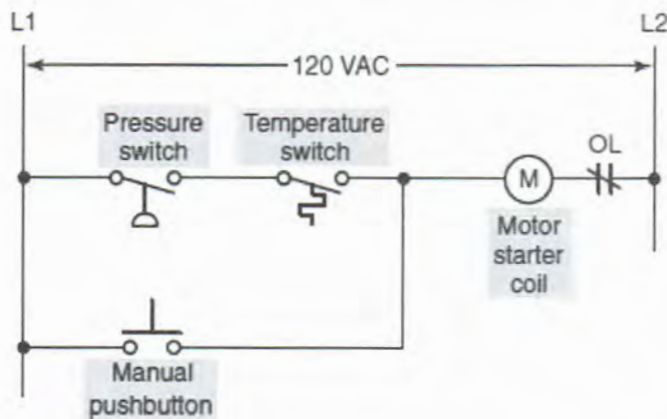 L1
L2
120 VAC
Pressure
switch
Temperature
switch
OL
M
Motor
starter
coil
Manual
pushbutton